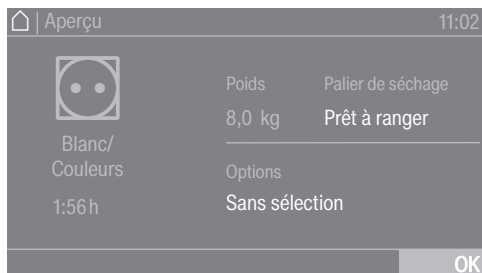 Aperçu
11:02
Poids
Palier de séchage
8,0 kg
Prêt à ranger
Blanc/
Couleurs
1:56 h
Options
Sans sélection
OK